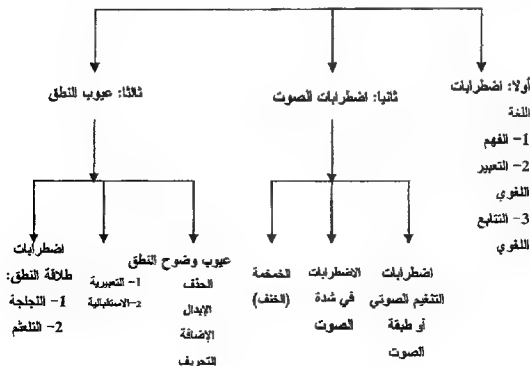 أولا: اضطرابات
اللغة
1- الفهم
2- التعبير
اللغوي
3- التتابع
اللغوي
ثانيا: اضطرابات الصوت
اضطرابات
التنغيم الصوتي
أو طبقة
الصوت
الاضطرابات
في شدة
الصوت
الخمخمة
(الخنف)
ثالثا: عيوب النطق
عيوب وضوح النطق
الحذف
الإبدال
الإضافة
التحريف
1- التعبيرية
2-الاستقبالية
اضطرابات
طلاقة النطق:
1- اللجلجة
2- التلعثم